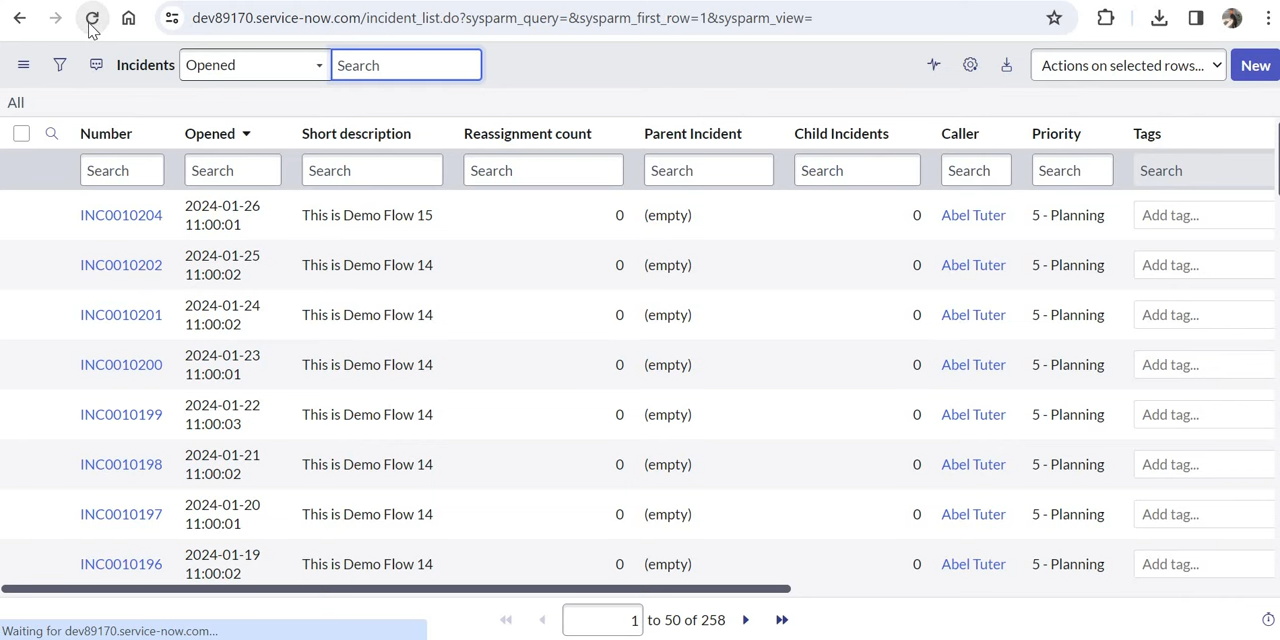 dev89170.service-now.com/incident_list.do?sysparm_query=&sysparm_first_row=1&sysparm_view=
Incidents Opened Search Actions on selected rows... New
All
Number Opened Short description Reassignment count Parent Incident Child Incidents Caller Priority Tags
Search Search Search Search Search Search Search Search Search
INC0010204 2024-01-26 11:00:01 This is Demo Flow 15 0 (empty) 0 Abel Tuter 5 - Planning Add tag...
INC0010202 2024-01-25 11:00:02 This is Demo Flow 14 0 (empty) 0 Abel Tuter 5 - Planning Add tag...
INC0010201 2024-01-24 11:00:02 This is Demo Flow 14 0 (empty) 0 Abel Tuter 5 - Planning Add tag...
INC0010200 2024-01-23 11:00:01 This is Demo Flow 14 0 (empty) 0 Abel Tuter 5 - Planning Add tag...
INC0010199 2024-01-22 11:00:03 This is Demo Flow 14 0 (empty) 0 Abel Tuter 5 - Planning Add tag...
INC0010198 2024-01-21 11:00:02 This is Demo Flow 14 0 (empty) 0 Abel Tuter 5 - Planning Add tag...
INC0010197 2024-01-20 11:00:01 This is Demo Flow 14 0 (empty) 0 Abel Tuter 5 - Planning Add tag...
INC0010196 2024-01-19 11:00:02 This is Demo Flow 14 0 (empty) 0 Abel Tuter 5 - Planning Add tag...
1 to 50 of 258
Waiting for dev89170.service-now.com...